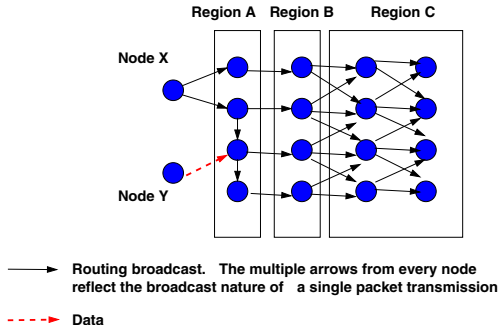 Region A Region B Region C
Node X
Node Y
Routing broadcast. The multiple arrows from every node
reflect the broadcast nature of a single packet transmission
Data